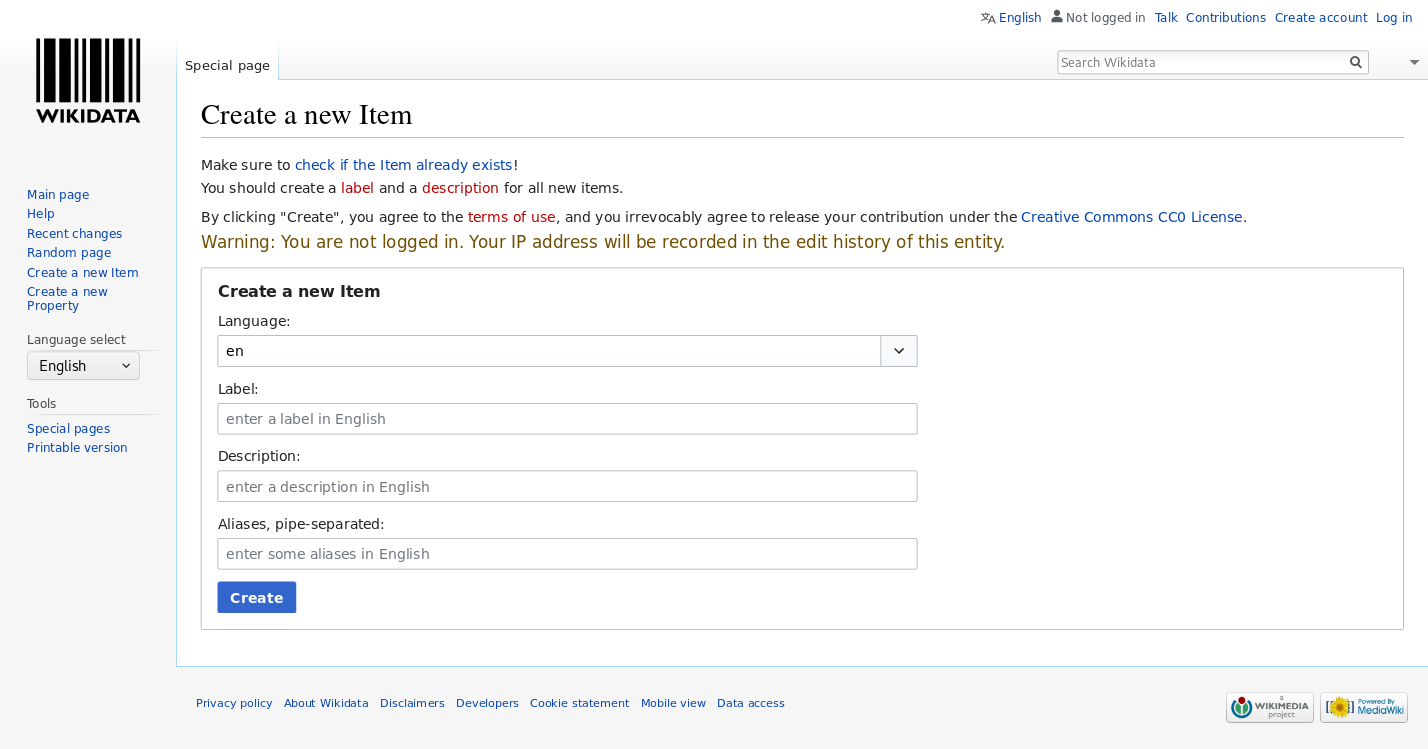 English Not logged in Talk Contributions Create account Log in
WIKIDATA
Special page
Search Wikidata
Main page
Help
Recent changes
Random page
Create a new Item
Create a new
Property
Language select
English
Tools
Special pages
Printable version
Create a new Item
Make sure to check if the Item already exists!
You should create a label and a description for all new items.
By clicking "Create", you agree to the terms of use, and you irrevocably agree to release your contribution under the Creative Commons CC0 License.
Warning: You are not logged in. Your IP address will be recorded in the edit history of this entity.
Create a new Item
Language:
en
Label:
enter a label in English
Description:
enter a description in English
Aliases, pipe-separated:
enter some aliases in English
Create
Privacy policy About Wikidata Disclaimers Developers Cookie statement Mobile view Data access
a
WIKIMEDIA
project
Powered By
MediaWiki